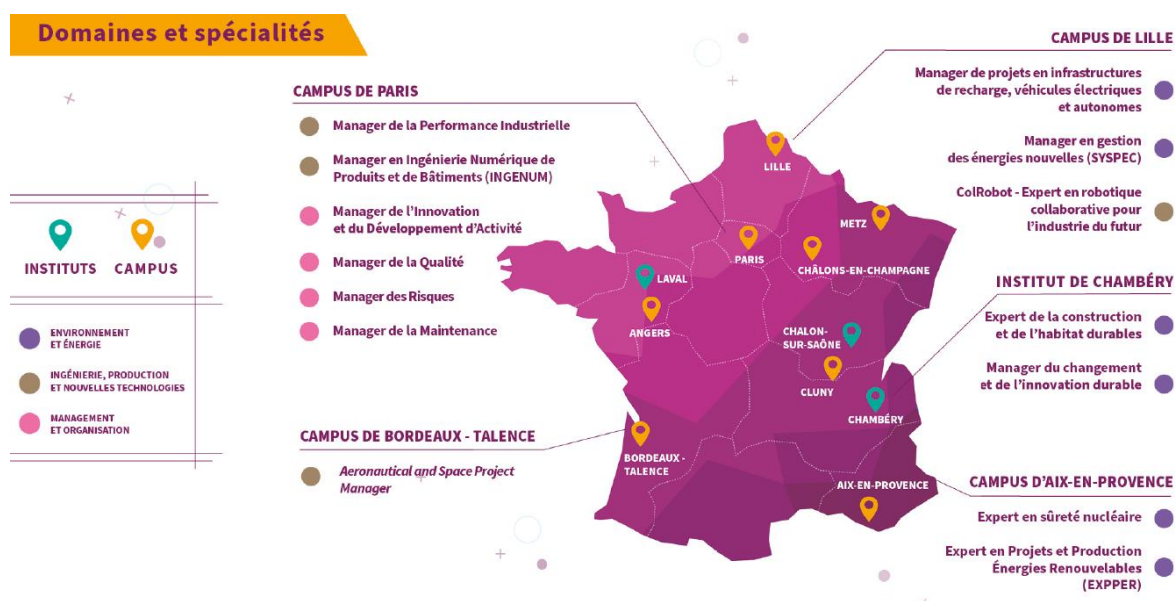 Domaines et spécialités
INSTITUTS
CAMPUS
ENVIRONNEMENT
ET ÉNERGIE
INGÉNIERIE, PRODUCTION
ET NOUVELLES TECHNOLOGIES
MANAGEMENT
ET ORGANISATION
CAMPUS DE PARIS
Manager de la Performance Industrielle
Manager en Ingénierie Numérique de
Produits et de Bâtiments (INGENUM)
Manager de l'Innovation
et du Développement d'Activité
Manager de la Qualité
Manager des Risques
Manager de la Maintenance
CAMPUS DE BORDEAUX - TALENCE
Aeronautical and Space Project
Manager
LILLE
METZ
PARIS
CHÂLONS-EN-CHAMPAGNE
LAVAL
ANGERS
CHALON-
SUR-SAÔNE
CLUNY
CHAMBÉRY
BORDEAUX -
TALENCE
AIX-EN-PROVENCE
CAMPUS DE LILLE
Manager de projets en infrastructures
de recharge, véhicules électriques
et autonomes
Manager en gestion
des énergies nouvelles (SYSPEC)
ColRobot - Expert en robotique
collaborative pour
l'industrie du futur
INSTITUT DE CHAMBÉRY
Expert de la construction
et de l'habitat durables
Manager du changement
et de l'innovation durable
CAMPUS D'AIX-EN-PROVENCE
Expert en sûreté nucléaire
Expert en Projets et Production
Énergies Renouvelables
(EXPPER)